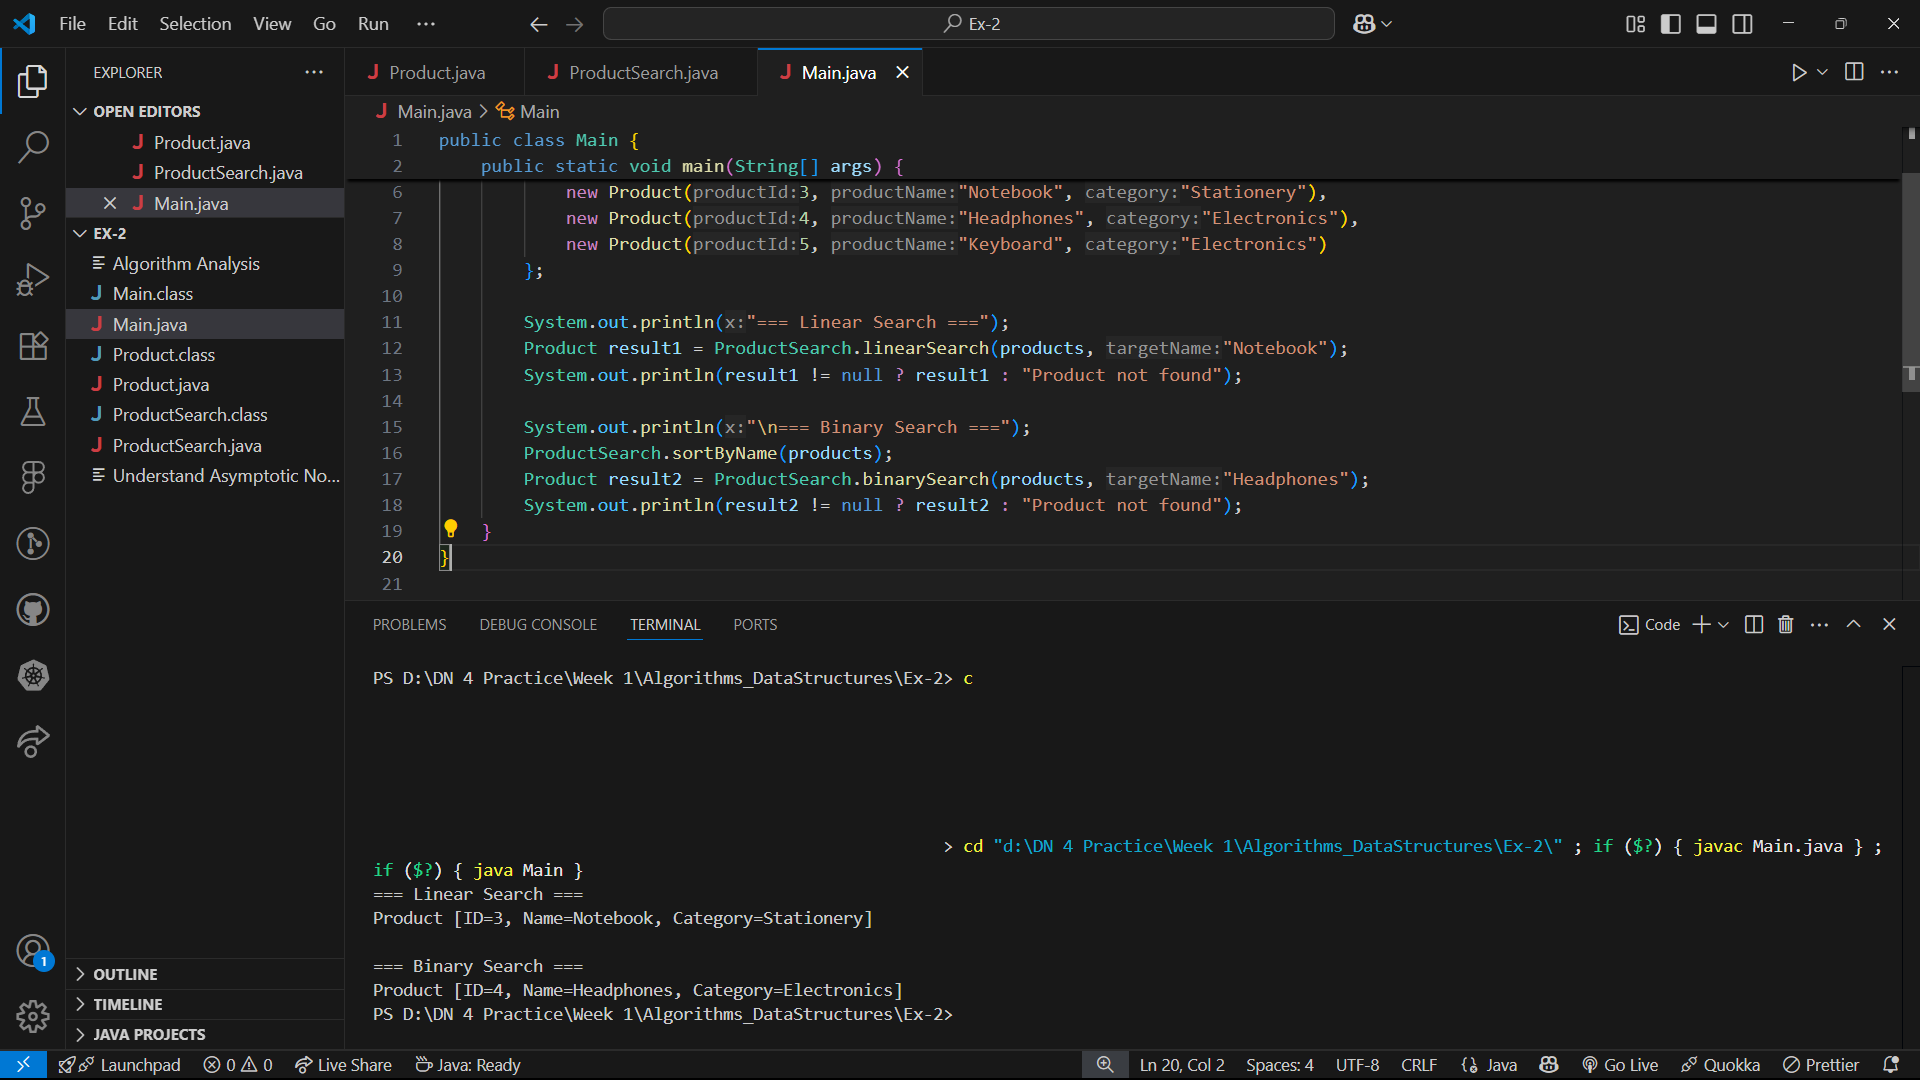 File Edit Selection View Go Run ··· Ex-2
EXPLORER ···
OPEN EDITORS
Product.java
ProductSearch.java
Main.java
EX-2
Algorithm Analysis
Main.class
Main.java
Product.class
Product.java
ProductSearch.class
ProductSearch.java
Understand Asymptotic No...
OUTLINE
TIMELINE
JAVA PROJECTS
1
Product.java ProductSearch.java Main.java
Main.java > Main
1 public class Main {
2 public static void main(String[] args) {
6 new Product(productId:3, productName:"Notebook", category:"Stationery"),
7 new Product(productId:4, productName:"Headphones", category:"Electronics"),
8 new Product(productId:5, productName:"Keyboard", category:"Electronics")
9 };
10
11 System.out.println(x:"=== Linear Search ===");
12 Product result1 = ProductSearch.linearSearch(products, targetName:"Notebook");
13 System.out.println(result1 != null ? result1 : "Product not found");
14
15 System.out.println(x:"\n=== Binary Search ===");
16 ProductSearch.sortByName(products);
17 Product result2 = ProductSearch.binarySearch(products, targetName:"Headphones");
18 System.out.println(result2 != null ? result2 : "Product not found");
19 }
20 }
21
PROBLEMS DEBUG CONSOLE TERMINAL PORTS Code
PS D:\DN 4 Practice\Week 1\Algorithms_DataStructures\Ex-2> c
> cd "d:\DN 4 Practice\Week 1\Algorithms_DataStructures\Ex-2\" ; if ($?) { javac Main.java } ;
if ($?) { java Main }
=== Linear Search ===
Product [ID=3, Name=Notebook, Category=Stationery]
=== Binary Search ===
Product [ID=4, Name=Headphones, Category=Electronics]
PS D:\DN 4 Practice\Week 1\Algorithms_DataStructures\Ex-2>
Launchpad 0 0 Live Share Java: Ready Ln 20, Col 2 Spaces: 4 UTF-8 CRLF {} Java Go Live Quokka Prettier